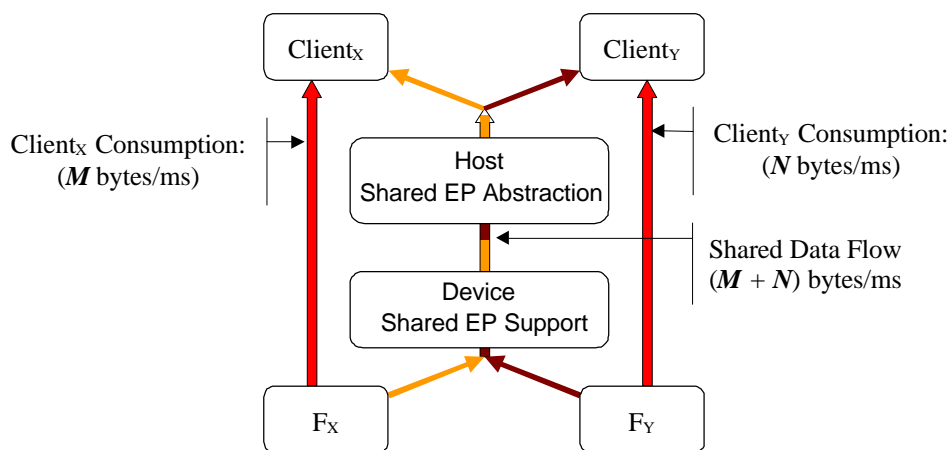 Client_X
Client_Y
Client_X Consumption:
(M bytes/ms)
Client_Y Consumption:
(N bytes/ms)
Host
Shared EP Abstraction
Shared Data Flow
(M + N) bytes/ms
Device
Shared EP Support
F_X
F_Y